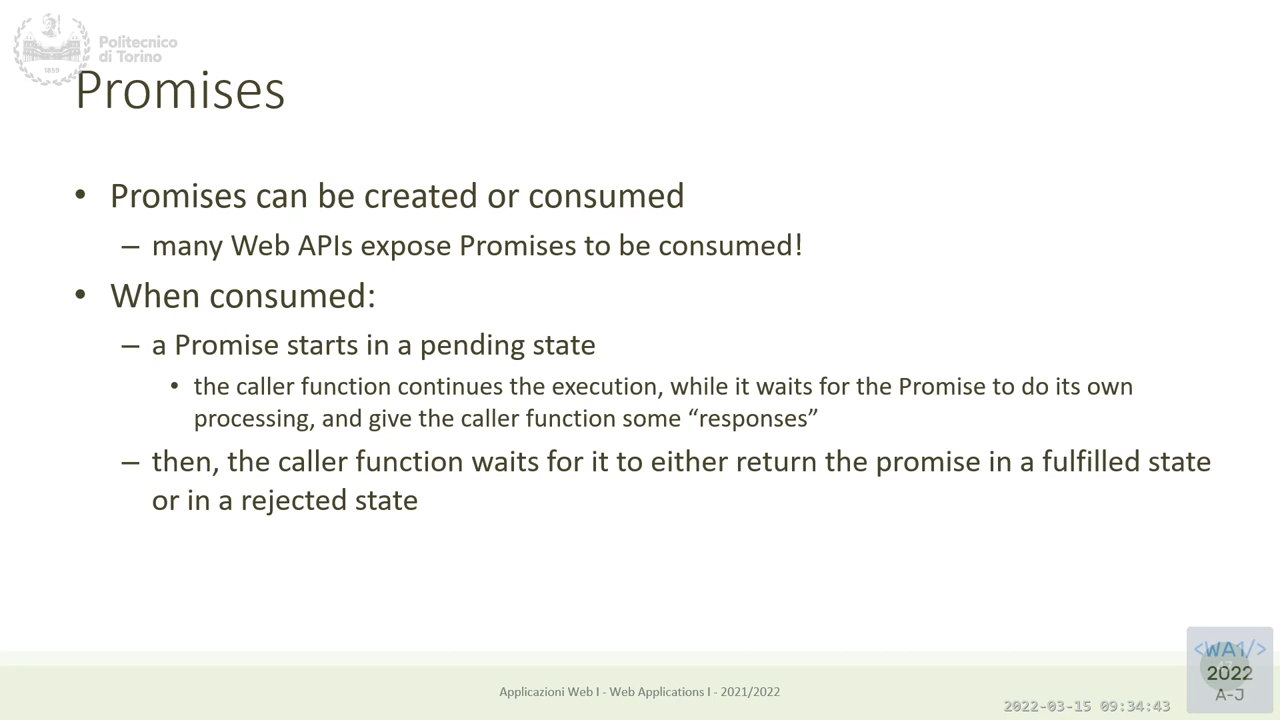 Politecnico
di Torino
1859
Promises
• Promises can be created or consumed
– many Web APIs expose Promises to be consumed!
• When consumed:
– a Promise starts in a pending state
• the caller function continues the execution, while it waits for the Promise to do its own
processing, and give the caller function some “responses”
– then, the caller function waits for it to either return the promise in a fulfilled state
or in a rejected state
Applicazioni Web I - Web Applications I - 2021/2022
2022-03-15 09:34:43
<WA1/>
2022
A-J